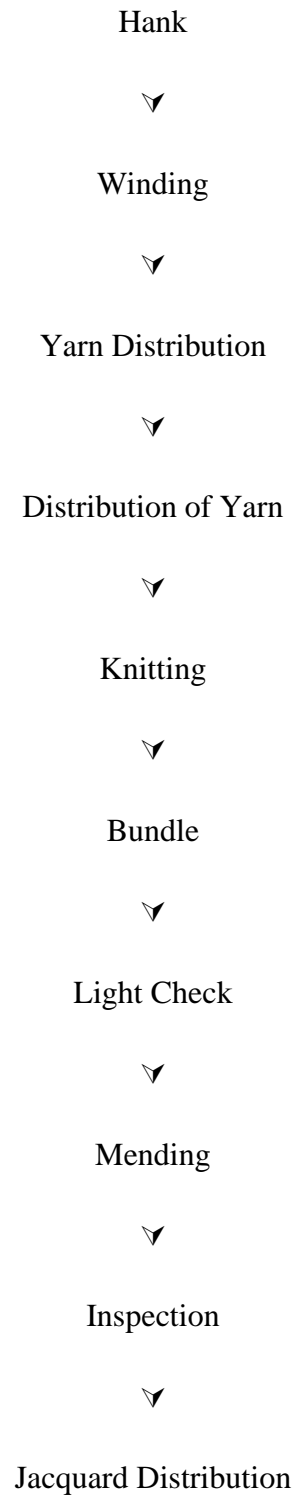 Hank
Winding
Yarn Distribution
Distribution of Yarn
Knitting
Bundle
Light Check
Mending
Inspection
Jacquard Distribution